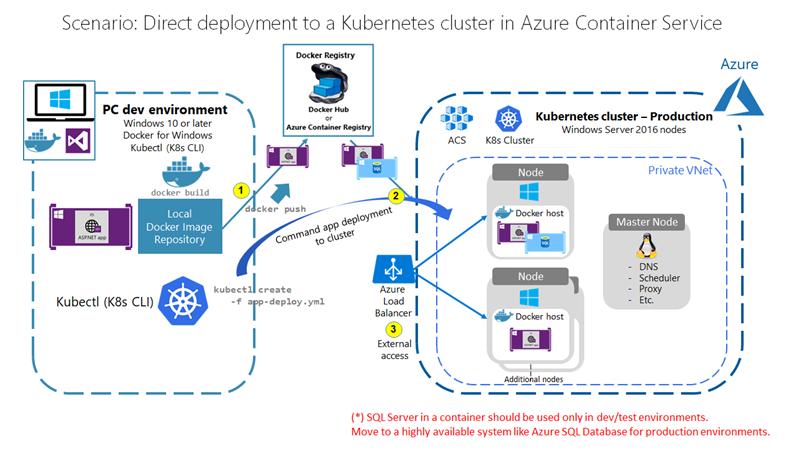 Scenario: Direct deployment to a Kubernetes cluster in Azure Container Service
Docker Registry
Docker Hub
or
Azure Container Registry
Azure
PC dev environment
Windows 10 or later
Docker for Windows
Kubectl (K8s CLI)
docker build
Local
Docker Image
Repository
ASP.NET app
1
docker push
2
Command app deployment
to cluster
Kubectl (K8s CLI)
kubectl create
-f app-deploy.yml
ACS
K8s Cluster
Kubernetes cluster – Production
Windows Server 2016 nodes
Private VNet
Node
Docker host
Master Node
- DNS
- Scheduler
- Proxy
- Etc.
Azure
Load
Balancer
3
External
access
Node
Docker host
Additional nodes
(*) SQL Server in a container should be used only in dev/test environments.
Move to a highly available system like Azure SQL Database for production environments.